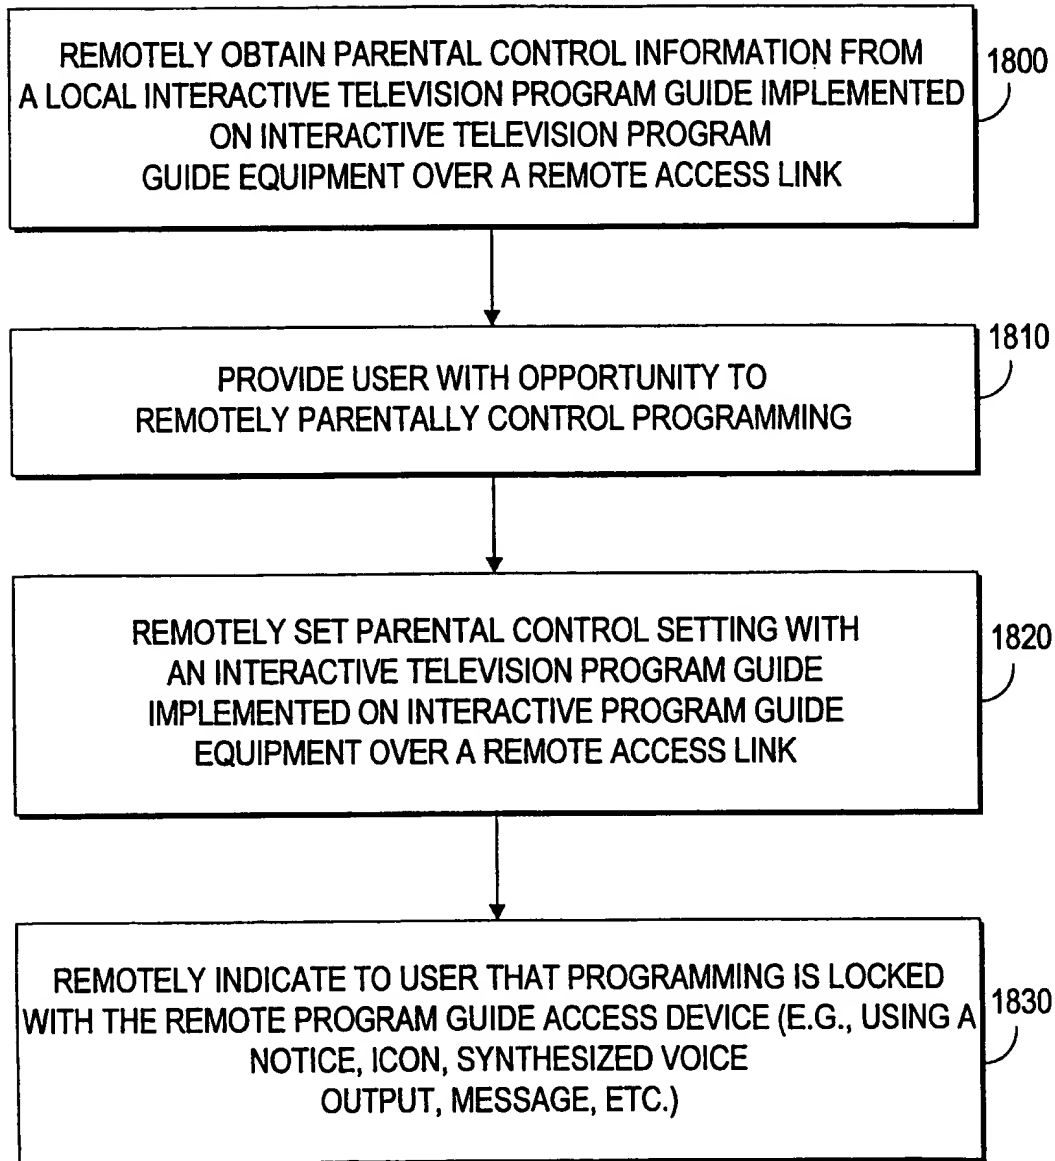 REMOTELY OBTAIN PARENTAL CONTROL INFORMATION FROM
A LOCAL INTERACTIVE TELEVISION PROGRAM GUIDE IMPLEMENTED
ON INTERACTIVE TELEVISION PROGRAM
GUIDE EQUIPMENT OVER A REMOTE ACCESS LINK
1800
PROVIDE USER WITH OPPORTUNITY TO
REMOTELY PARENTALLY CONTROL PROGRAMMING
1810
REMOTELY SET PARENTAL CONTROL SETTING WITH
AN INTERACTIVE TELEVISION PROGRAM GUIDE
IMPLEMENTED ON INTERACTIVE PROGRAM GUIDE
EQUIPMENT OVER A REMOTE ACCESS LINK
1820
REMOTELY INDICATE TO USER THAT PROGRAMMING IS LOCKED
WITH THE REMOTE PROGRAM GUIDE ACCESS DEVICE (E.G., USING A
NOTICE, ICON, SYNTHESIZED VOICE
OUTPUT, MESSAGE, ETC.)
1830